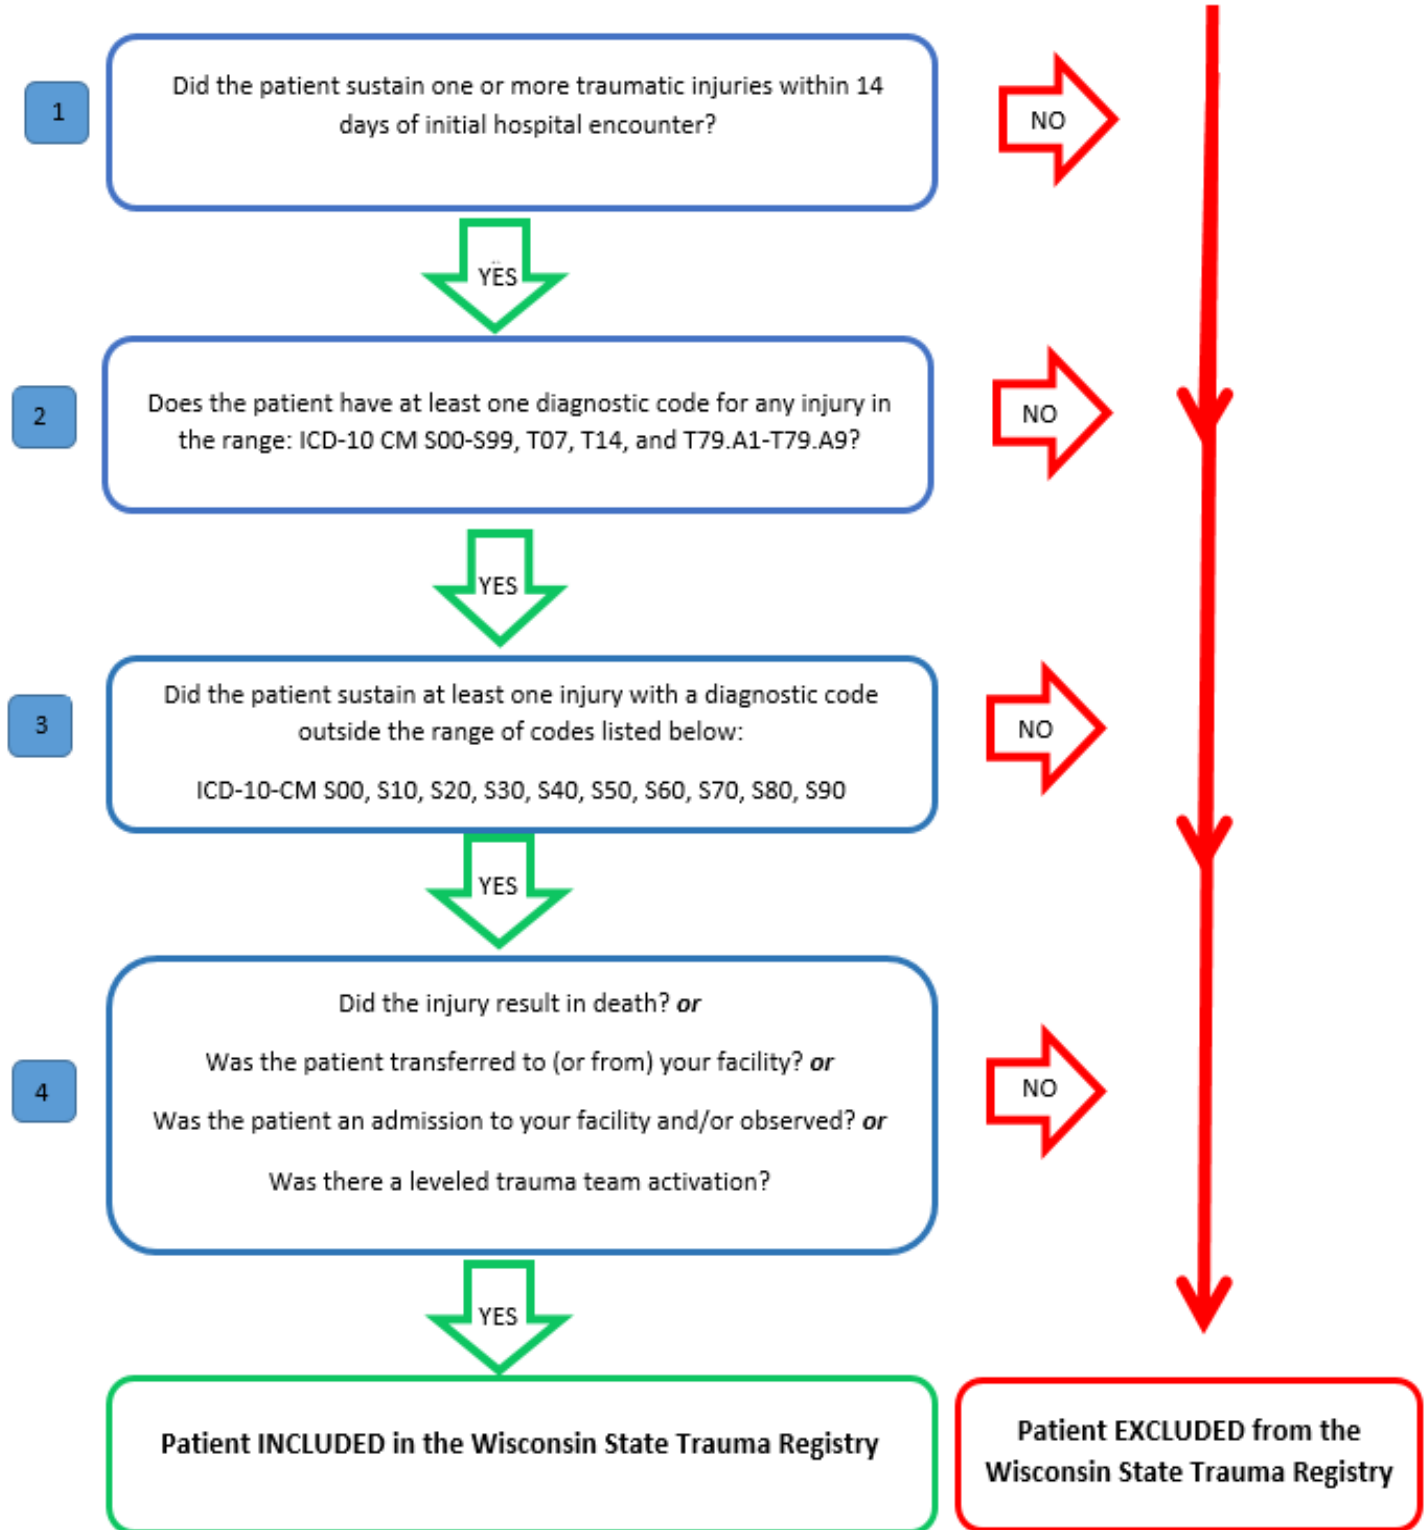 1
Did the patient sustain one or more traumatic injuries within 14
days of initial hospital encounter?
NO
YES
2
Does the patient have at least one diagnostic code for any injury in
the range: ICD-10 CM S00-S99, T07, T14, and T79.A1-T79.A9?
NO
YES
3
Did the patient sustain at least one injury with a diagnostic code
outside the range of codes listed below:
ICD-10-CM S00, S10, S20, S30, S40, S50, S60, S70, S80, S90
NO
YES
4
Did the injury result in death? or
Was the patient transferred to (or from) your facility? or
Was the patient an admission to your facility and/or observed? or
Was there a leveled trauma team activation?
NO
YES
Patient INCLUDED in the Wisconsin State Trauma Registry
Patient EXCLUDED from the
Wisconsin State Trauma Registry